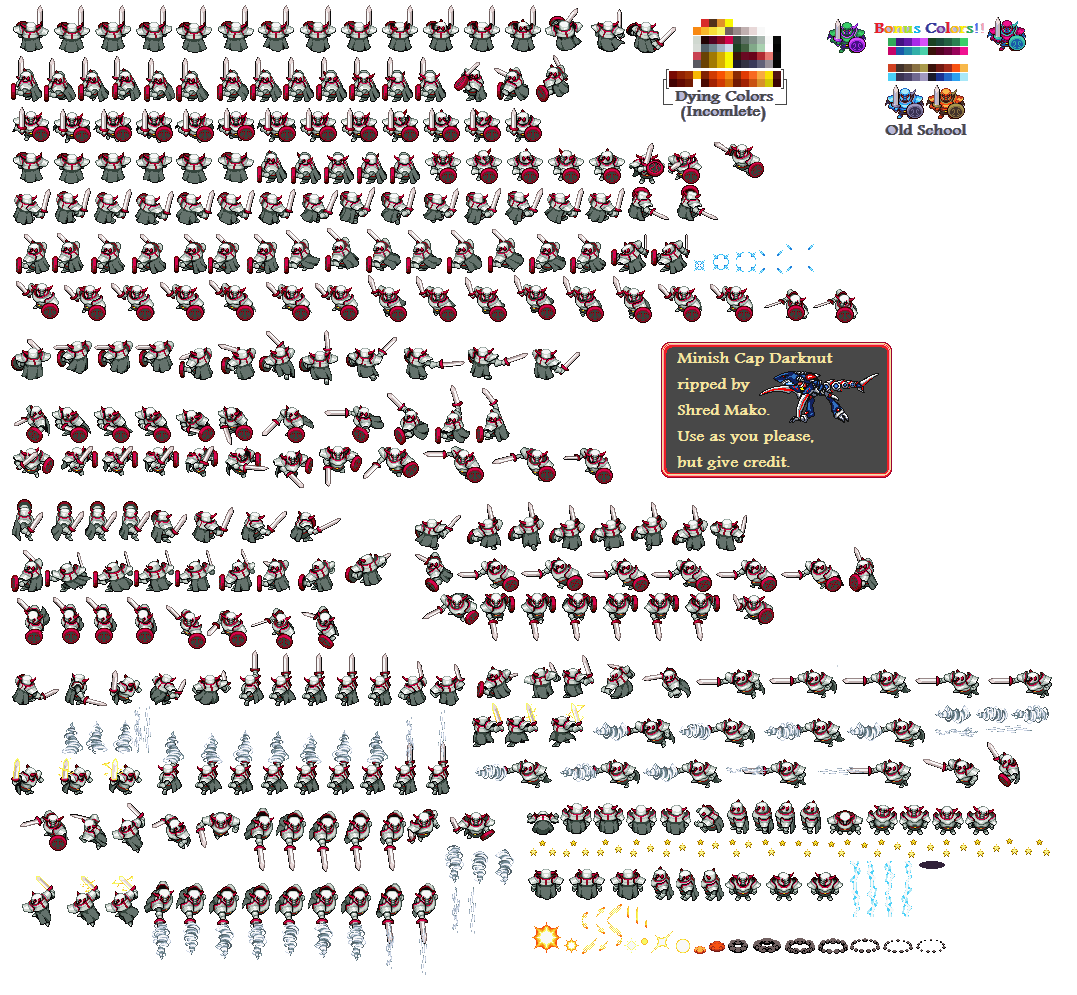 Bonus Colors!!
Dying Colors
(Incomlete)
Old School
Minish Cap Darknut
ripped by
Shred Mako.
Use as you please,
but give credit.